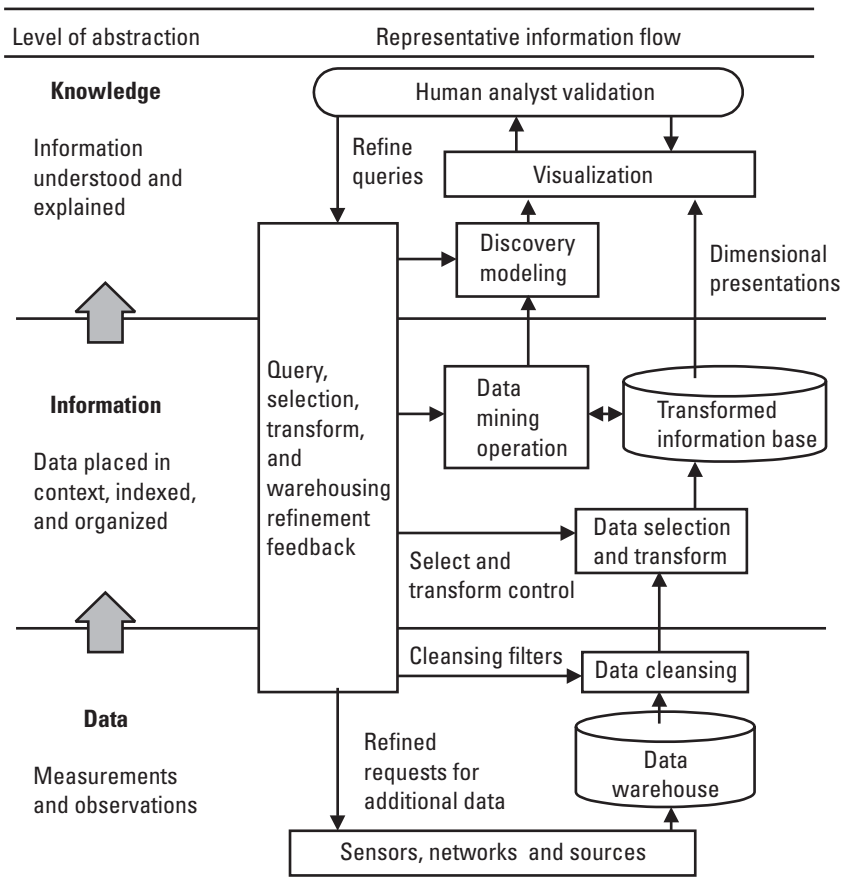 Level of abstraction
Representative information flow
Knowledge
Information
understood and
explained
Human analyst validation
Refine
queries
Visualization
Discovery
modeling
Dimensional
presentations
Information
Data placed in
context, indexed,
and organized
Query,
selection,
transform,
and
warehousing
refinement
feedback
Data
mining
operation
Transformed
information base
Select and
transform control
Data selection
and transform
Data
Measurements
and observations
Cleansing filters
Data cleansing
Refined
requests for
additional data
Data
warehouse
Sensors, networks and sources